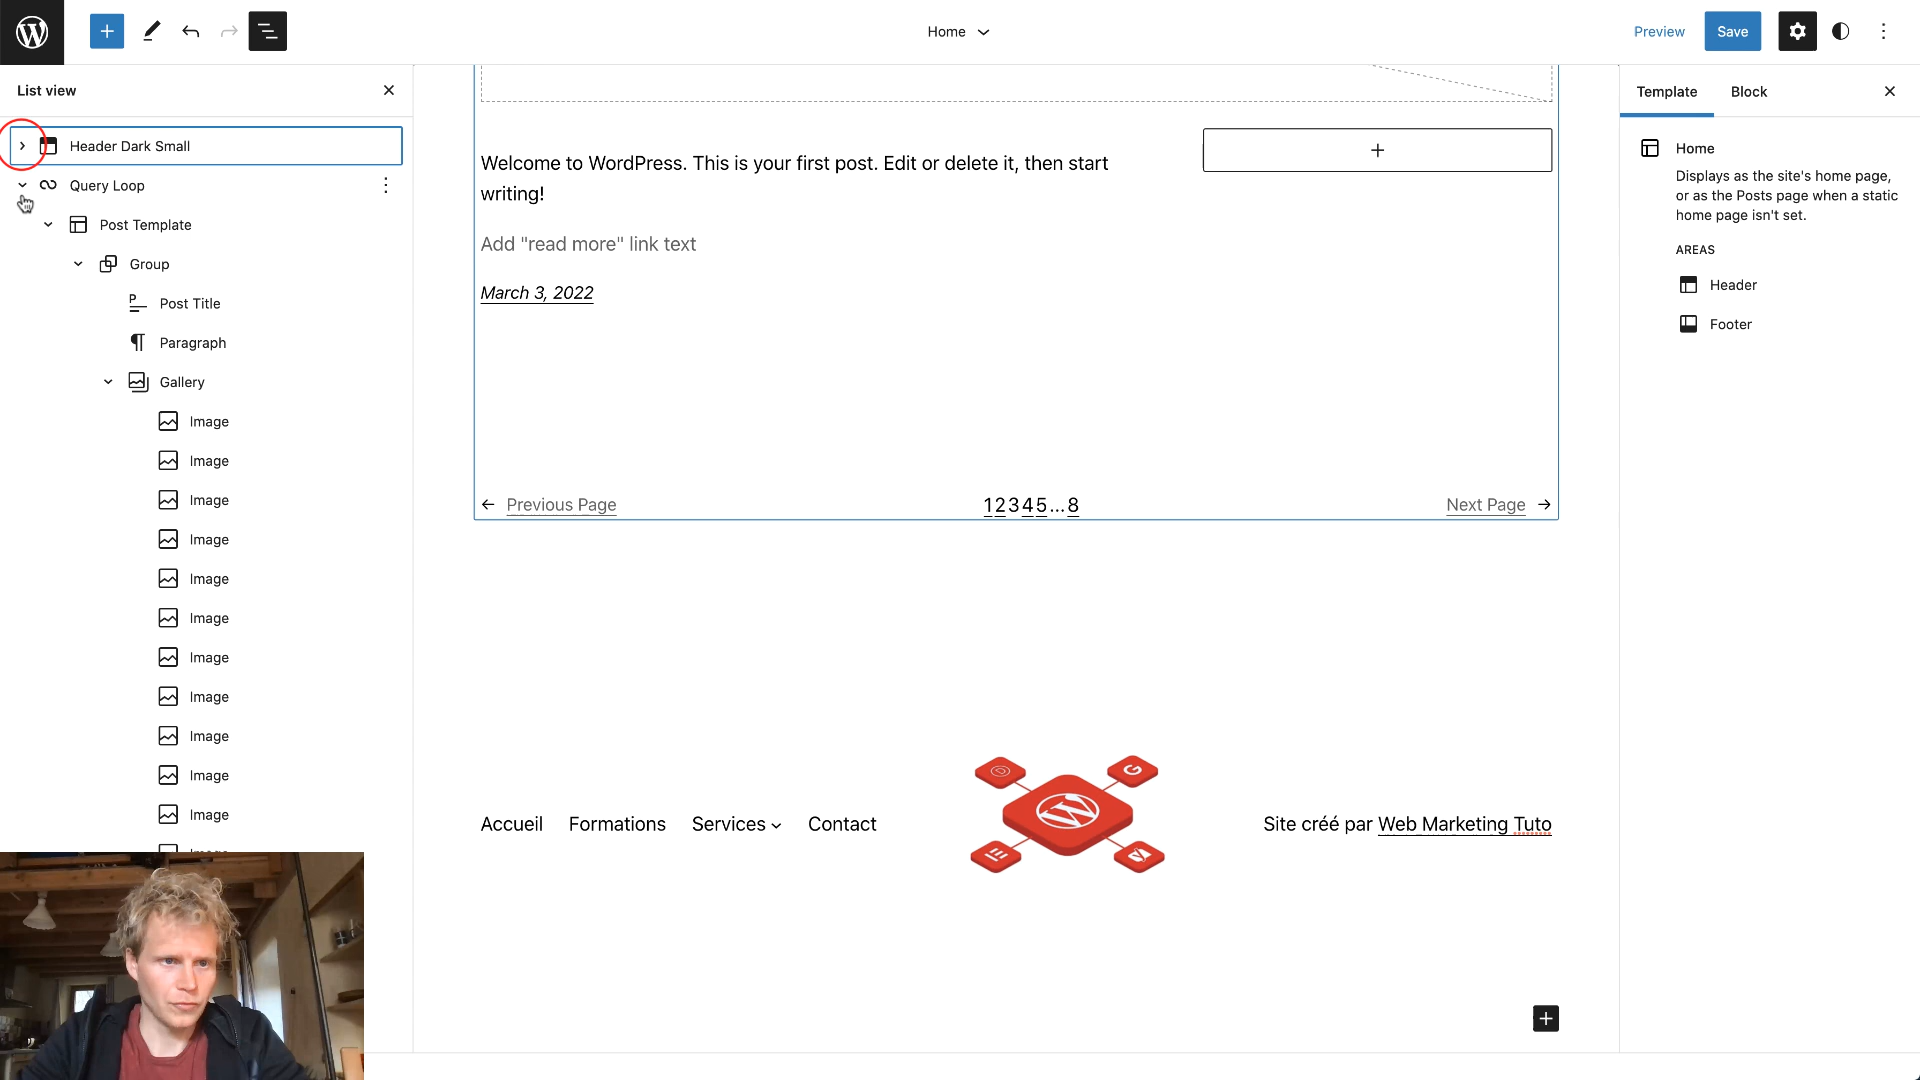 Home
Preview
Save
List view
Header Dark Small
Query Loop
Post Template
Group
Post Title
Paragraph
Gallery
Image
Image
Image
Image
Image
Image
Image
Image
Image
Image
Image
Welcome to WordPress. This is your first post. Edit or delete it, then start
writing!
Add "read more" link text
March 3, 2022
Previous Page
12345...8
Next Page
Accueil
Formations
Services
Contact
Site créé par Web Marketing Tuto
Template
Block
Home
Displays as the site's home page,
or as the Posts page when a static
home page isn't set.
AREAS
Header
Footer